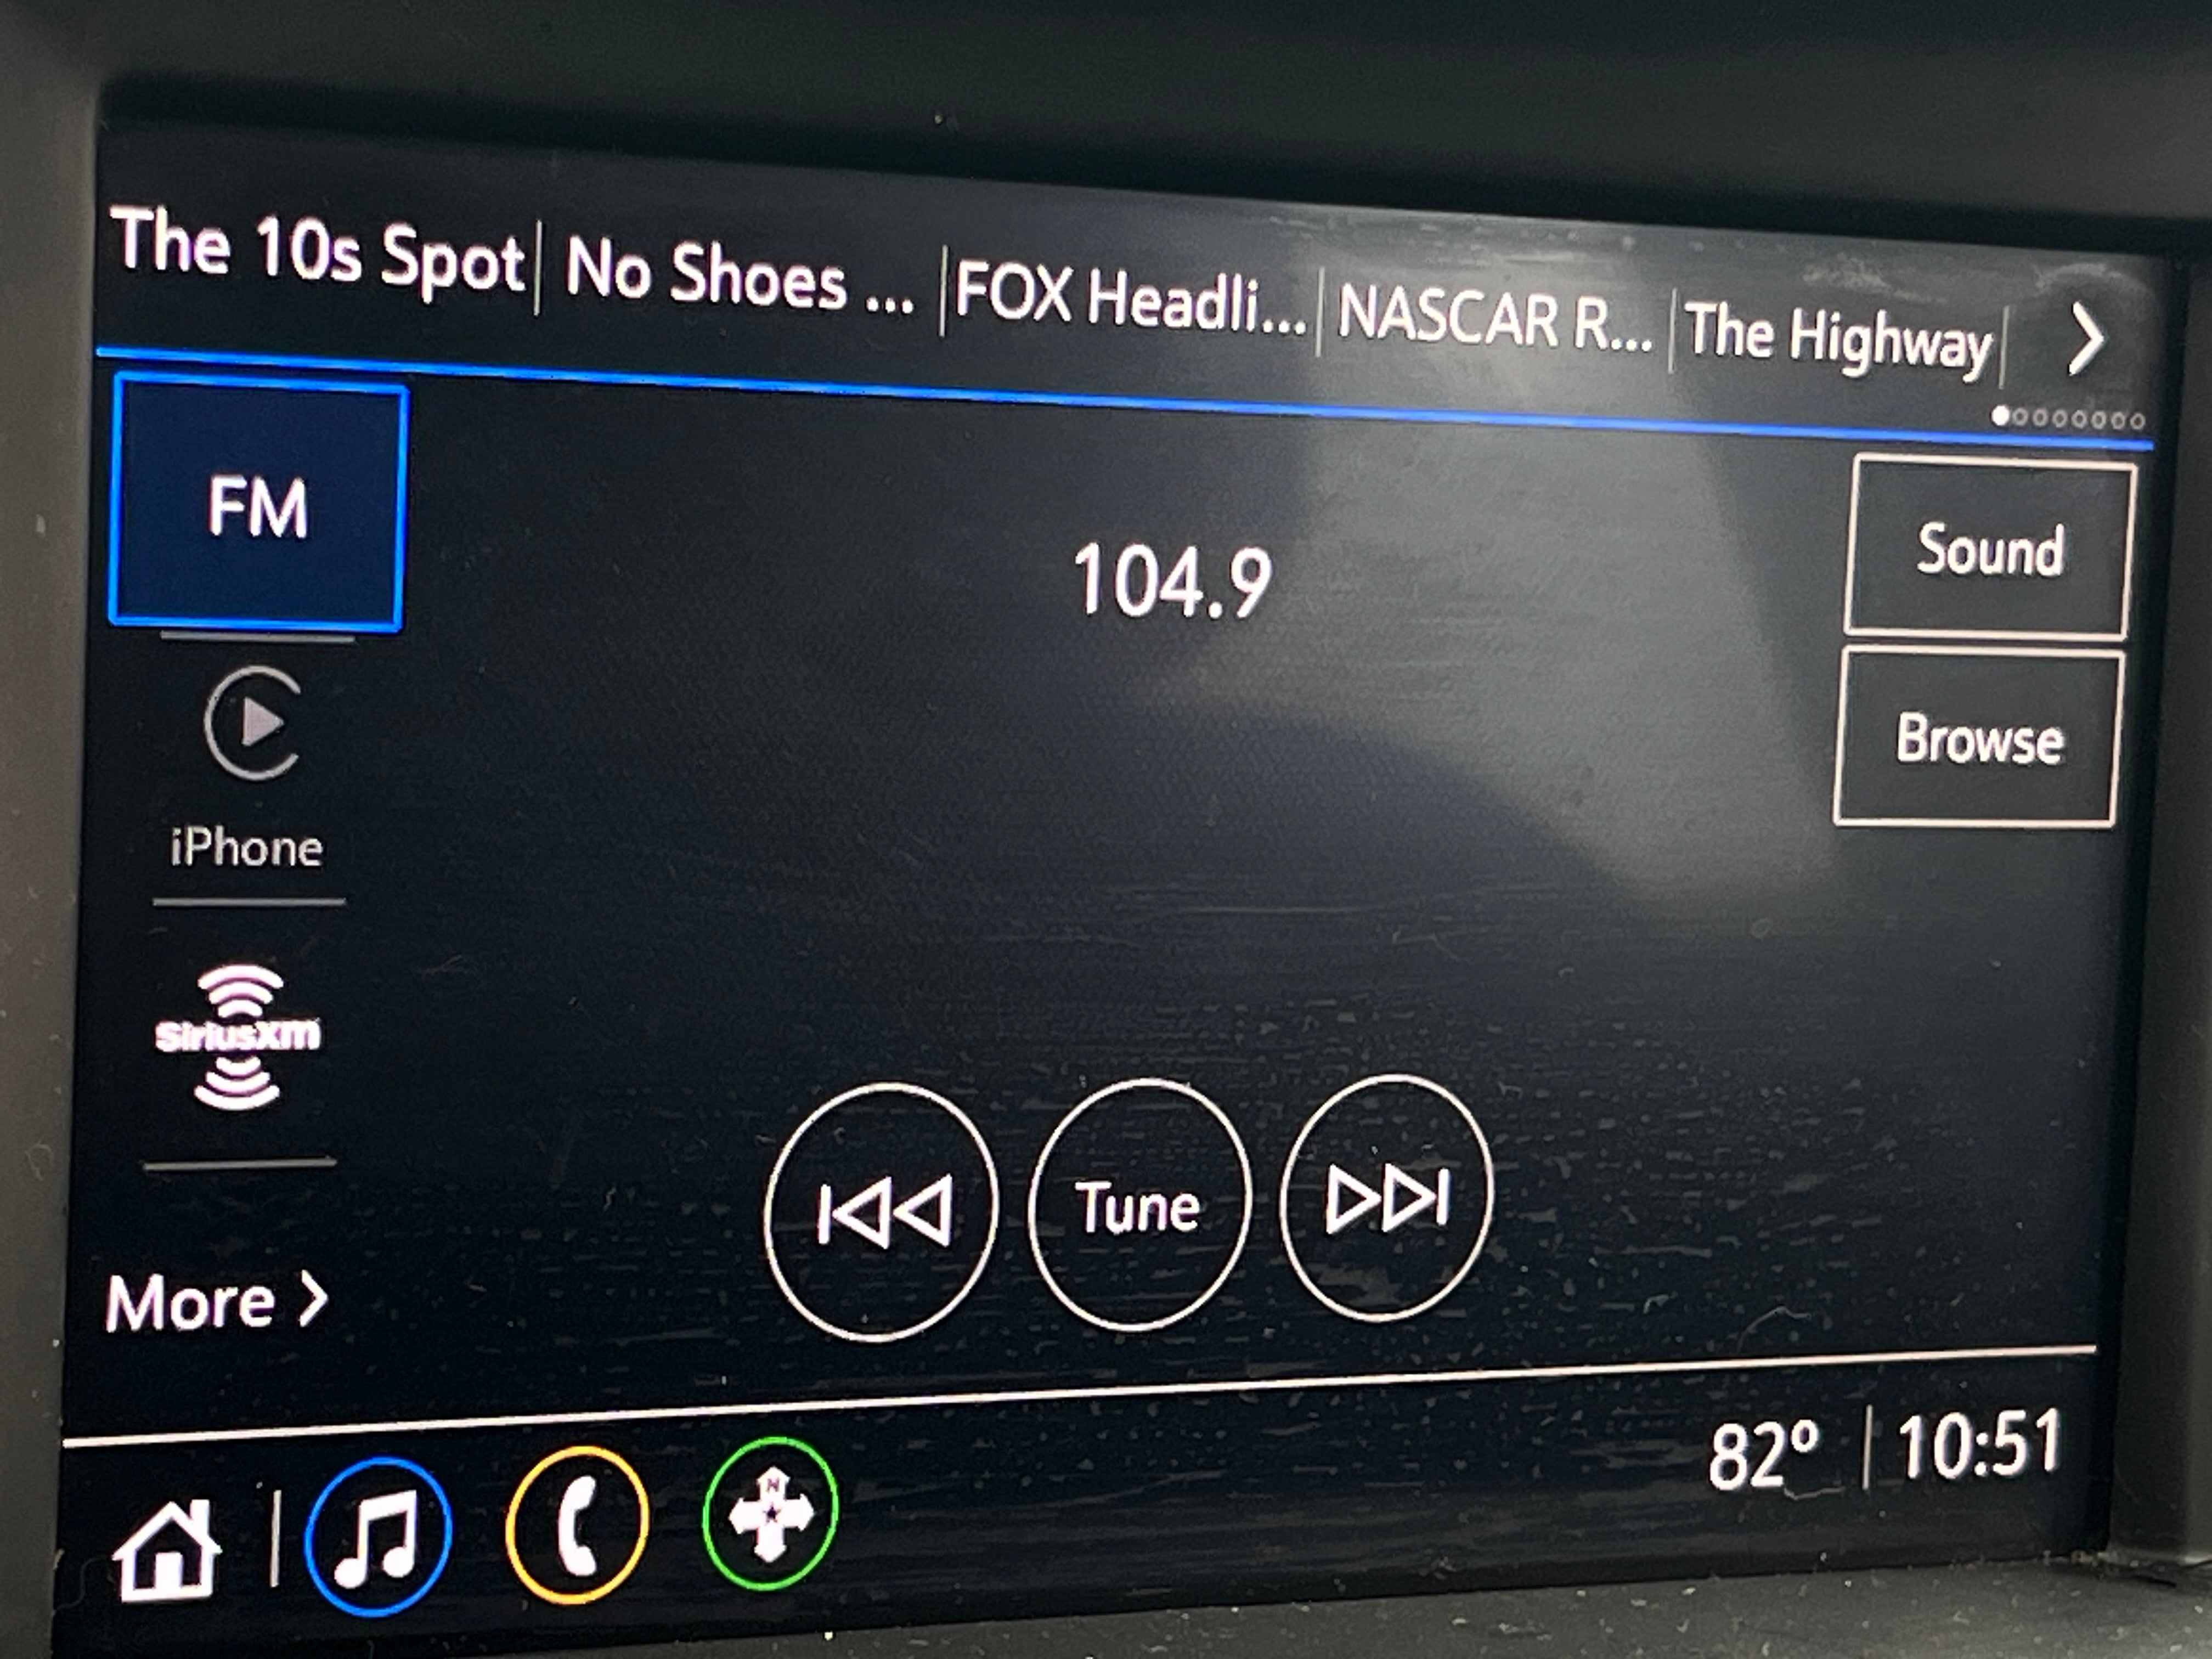 The 10s Spot
No Shoes ...
FOX Headli...
NASCAR R...
The Highway
FM
104.9
Sound
Browse
iPhone
SiriusXm
Tune
More
N
82°
10:51